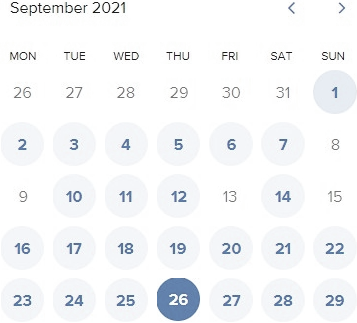 September 2021
MON TUE WED THU FRI SAT SUN
26 27 28 29 30 31 1
2 3 4 5 6 7 8
9 10 11 12 13 14 15
16 17 18 19 20 21 22
23 24 25 26 27 28 29